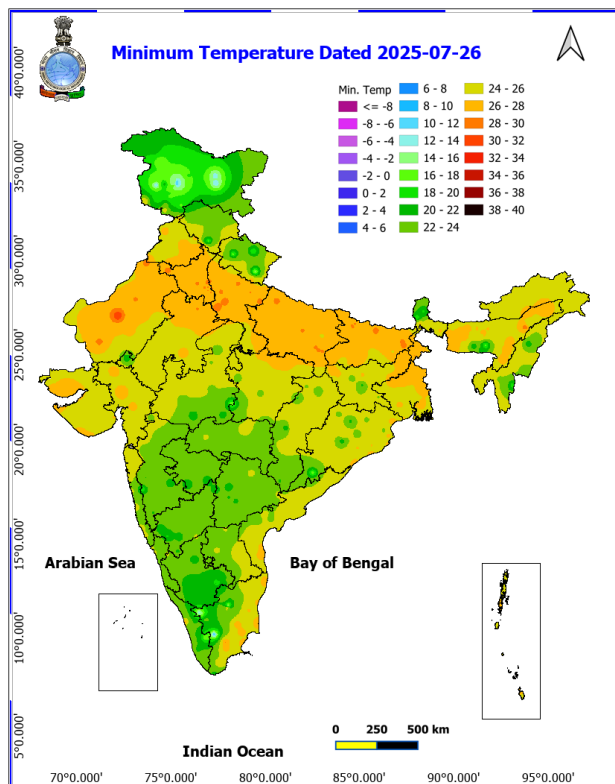 Minimum Temperature Dated 2025-07-26
Min. Temp
<= -8
-8 - -6
-6 - -4
-4 - -2
-2 - 0
0 - 2
2 - 4
4 - 6
6 - 8
8 - 10
10 - 12
12 - 14
14 - 16
16 - 18
18 - 20
20 - 22
22 - 24
24 - 26
26 - 28
28 - 30
30 - 32
32 - 34
34 - 36
36 - 38
38 - 40
40°0.000'
35°0.000'
30°0.000'
25°0.000'
20°0.000'
15°0.000'
10°0.000'
5°0.000'
Arabian Sea
Bay of Bengal
Indian Ocean
0 250 500 km
70°0.000' 75°0.000' 80°0.000' 85°0.000' 90°0.000' 95°0.000'